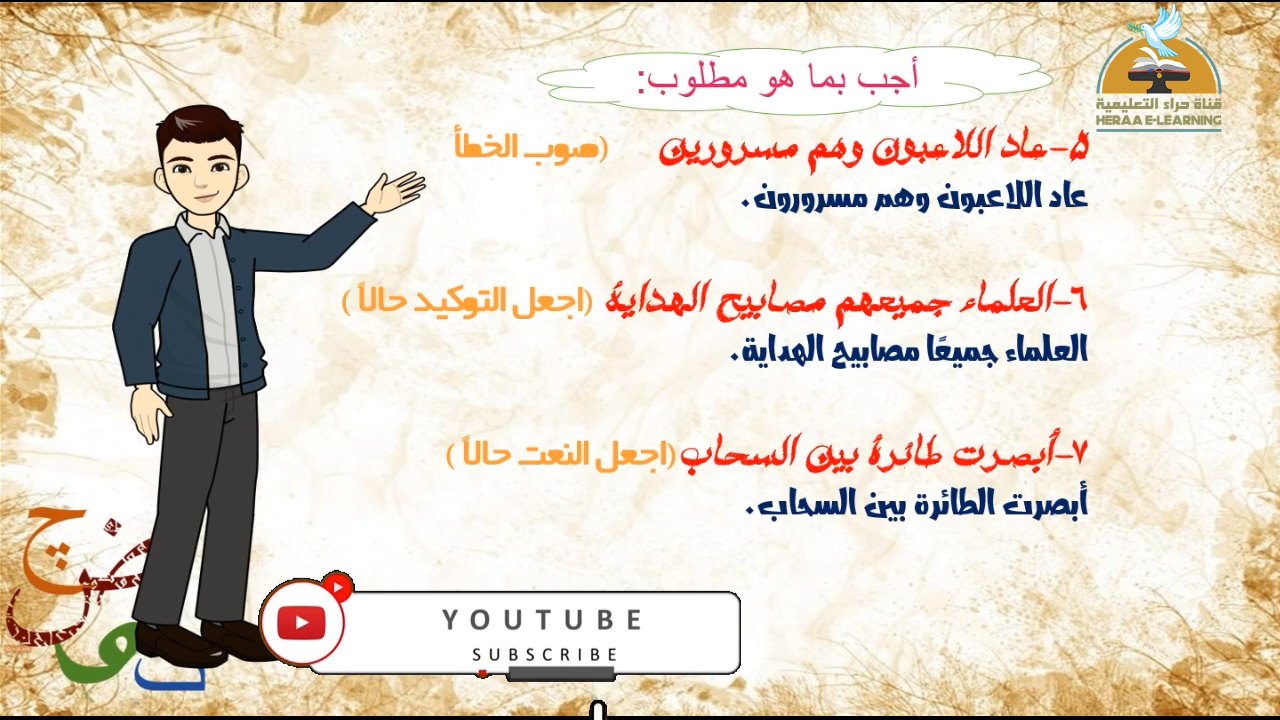 أجب بما هو مطلوب:
قناة حراء التعليمية
HERAA E-LEARNING
٥-عاد اللاعبون وهم مسرورين (صوب الخطأ
عاد اللاعبون وهم مسرورون.
٦-العلماء جميعهم مصابيح الهداية (اجعل التوكيد حالاً )
العلماء جميعًا مصابيح الهداية.
٧-أبصرت طائرة بين السحاب (اجعل النعت حالاً )
أبصرت الطائرة بين السحاب.
YOUTUBE
SUBSCRIBE